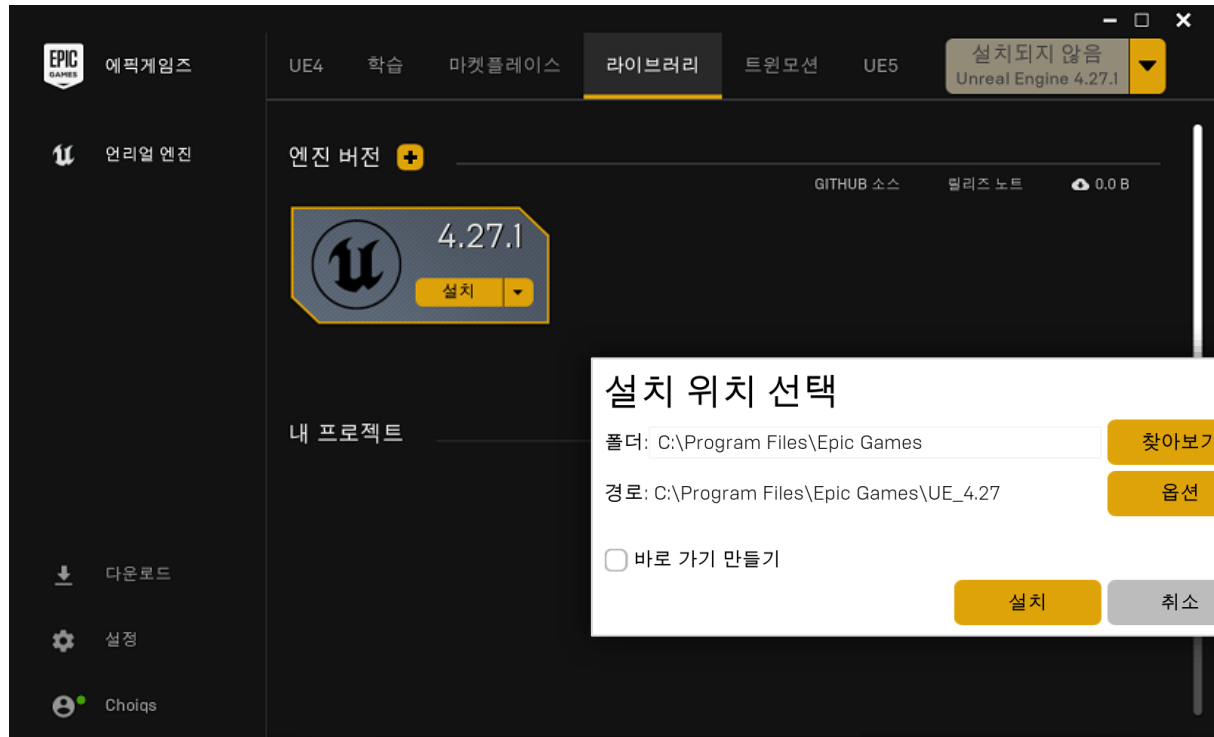 EPIC GAMES
에픽게임즈
UE4 학습 마켓플레이스 라이브러리 트윈모션 UE5
설치되지 않음
Unreal Engine 4.27.1
언리얼 엔진
엔진 버전
GITHUB 소스 릴리즈 노트 0.0 B
4.27.1
설치
내 프로젝트
설치 위치 선택
폴더: C:\Program Files\Epic Games 찾아보기
경로: C:\Program Files\Epic Games\UE_4.27 옵션
바로 가기 만들기
설치 취소
다운로드
설정
Choiqs